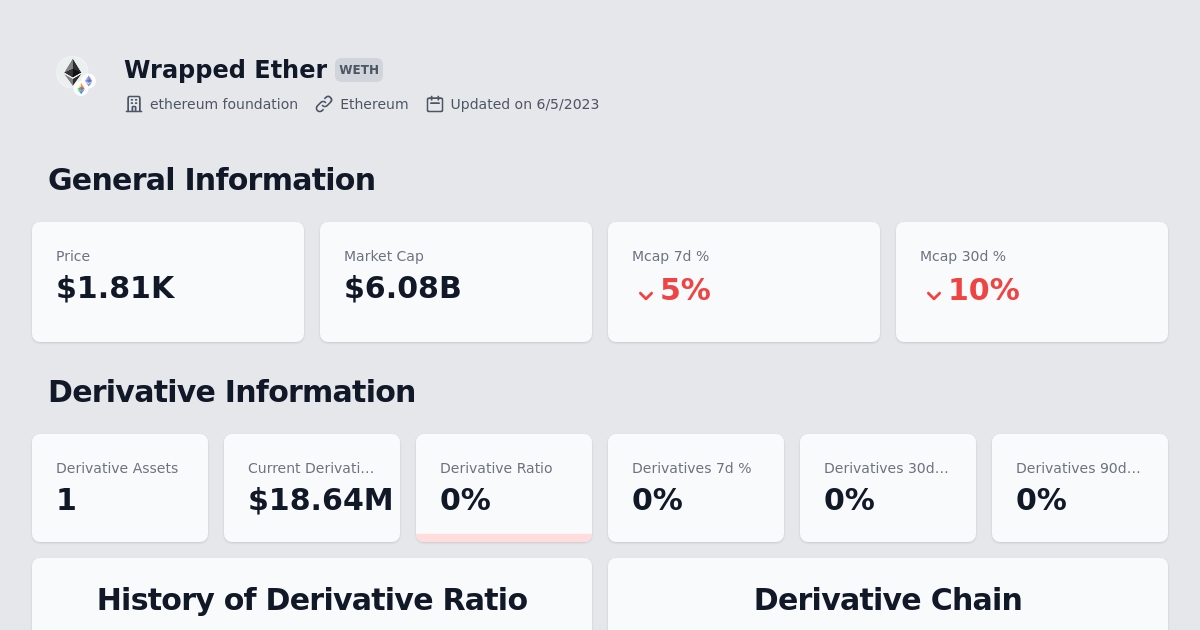 Wrapped Ether WETH
ethereum foundation Ethereum Updated on 6/5/2023
General Information
Price Market Cap Mcap 7d % Mcap 30d %
$1.81K $6.08B 5% 10%
Derivative Information
Derivative Assets Current Derivati... Derivative Ratio Derivatives 7d % Derivatives 30d... Derivatives 90d...
1 $18.64M 0% 0% 0% 0%
History of Derivative Ratio Derivative Chain